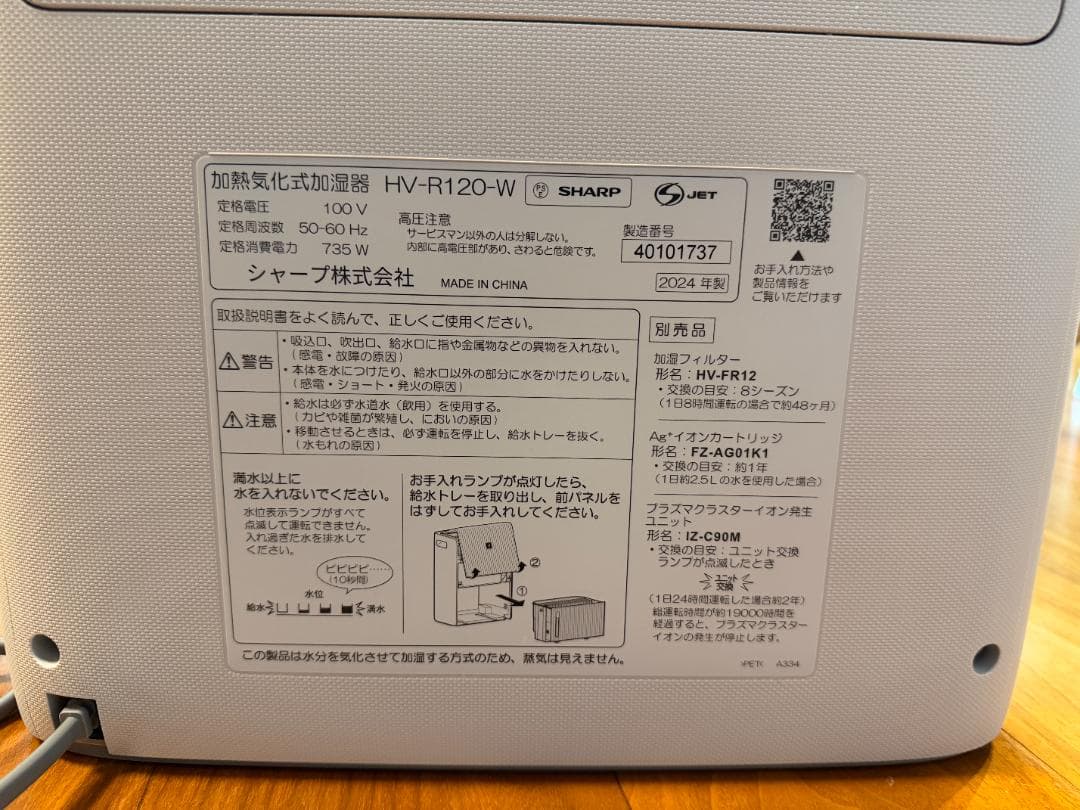 加熱気化式加湿器 HV-R120-W
PSE SHARP
S JET
定格電圧 100 V
定格周波数 50-60 Hz
定格消費電力 735 W
高圧注意
サービスマン以外の人は分解しない。
内部に高電圧部があり、さわると危険です。
製造番号
40101737
シャープ株式会社 MADE IN CHINA
2024 年製
お手入れ方法や
製品情報を
ご覧いただけます
取扱説明書をよく読んで、正しくご使用ください。
警告
・吸込口、吹出口、給水口に指や金属物などの異物を入れない。
（感電・故障の原因）
・本体を水につけたり、給水口以外の部分に水をかけたりしない。
（感電・ショート・発火の原因）
注意
・給水は必ず水道水（飲用）を使用する。
（カビや雑菌が繁殖し、においの原因）
・移動させるときは、必ず運転を停止し、給水トレーを抜く。
（水もれの原因）
満水以上に
水を入れないでください。
水位表示ランプがすべて
点滅して運転できません。
入れ過ぎた水を排水して
ください。
ピピピピ……
（10秒間）
水位
給水 満水
お手入れランプが点灯したら、
給水トレーを取り出し、前パネルを
はずしてお手入れしてください。
②
①
この製品は水分を気化させて加湿する方式のため、蒸気は見えません。
別売品
加湿フィルター
形名：HV-FR12
・交換の目安：8シーズン
（1日8時間運転の場合で約48ヶ月）
Ag⁺イオンカートリッジ
形名：FZ-AG01K1
・交換の目安：約1年
（1日約2.5Lの水を使用した場合）
プラズマクラスターイオン発生
ユニット
形名：IZ-C90M
・交換の目安：ユニット交換
ランプが点滅したとき
ユニット
交換
（1日24時間運転した場合約2年）
総運転時間が約19000時間を
経過すると、プラズマクラスター
イオンの発生が停止します。
>PET< A334